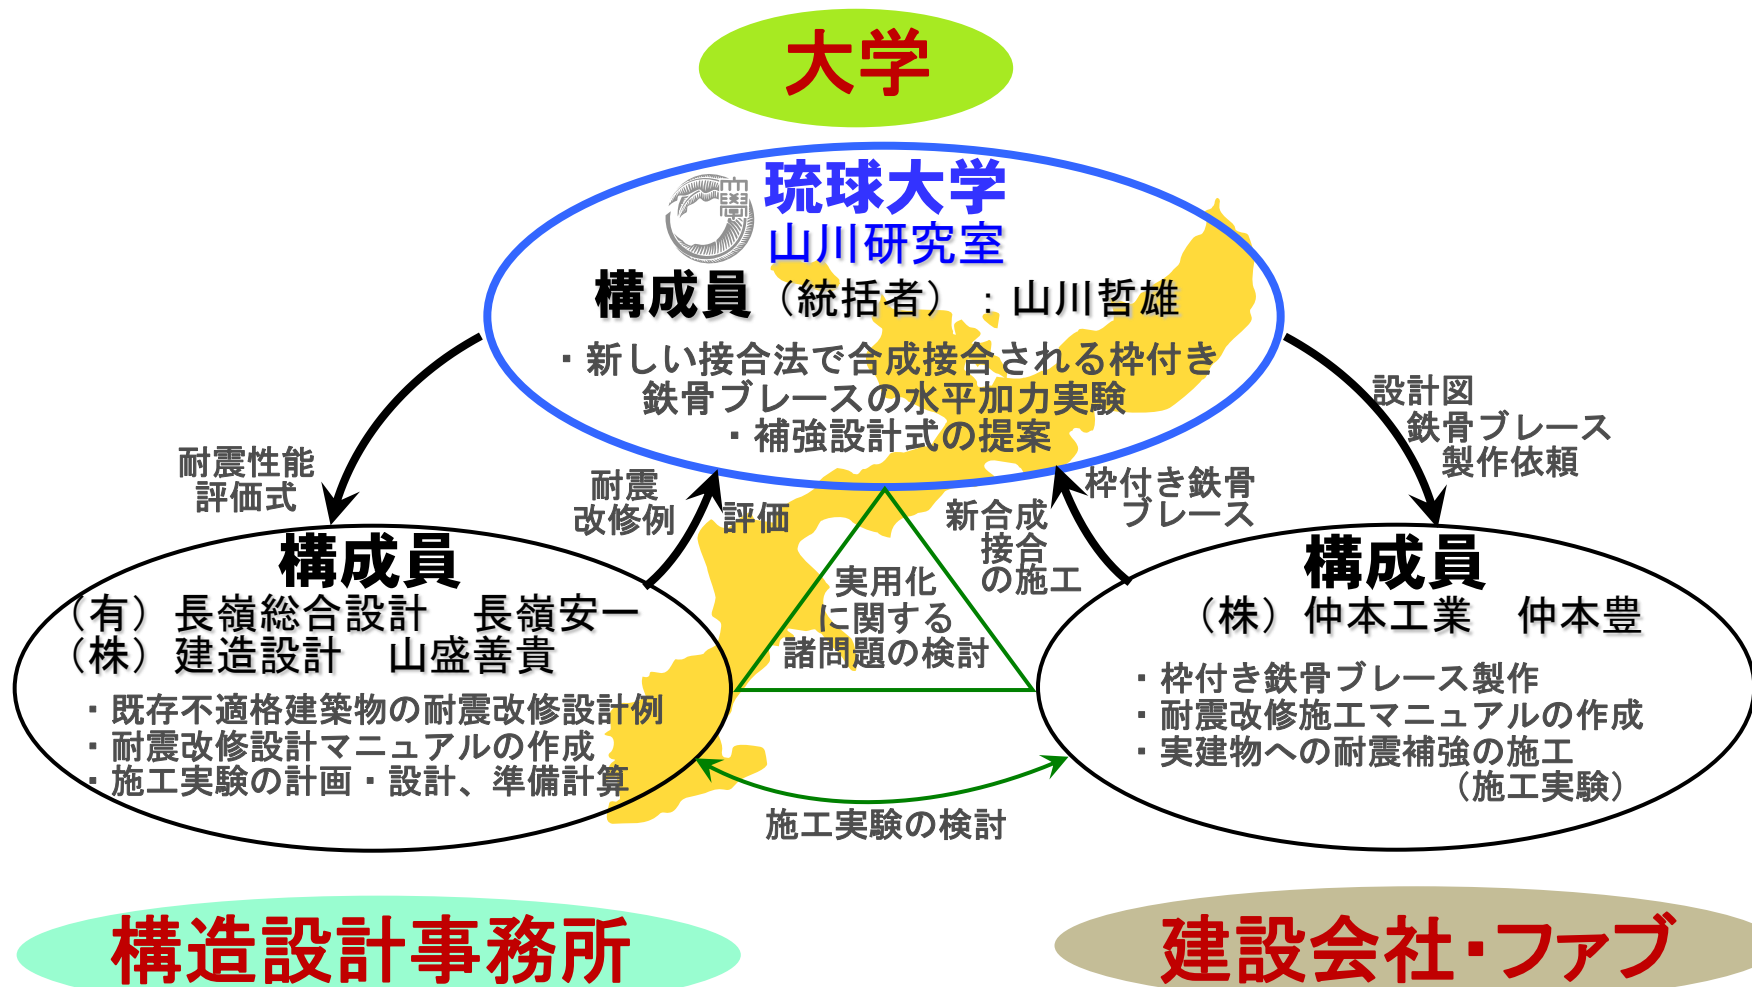 大学
琉球大学
山川研究室
構成員（統括者）：山川哲雄
・新しい接合法で合成接合される枠付き
鉄骨ブレースの水平加力実験
・補強設計式の提案
耐震性能
評価式
耐震
改修例
評価
新合成
接合
の施工
枠付き鉄骨
ブレース
設計図
鉄骨ブレース
製作依頼
実用化
に関する
諸問題の検討
構成員
（有）長嶺総合設計　長嶺安一
（株）建造設計　山盛善貴
・既存不適格建築物の耐震改修設計例
・耐震改修設計マニュアルの作成
・施工実験の計画・設計、準備計算
構成員
（株）仲本工業　仲本豊
・枠付き鉄骨ブレース製作
・耐震改修施工マニュアルの作成
・実建物への耐震補強の施工
（施工実験）
施工実験の検討
構造設計事務所
建設会社・ファブ